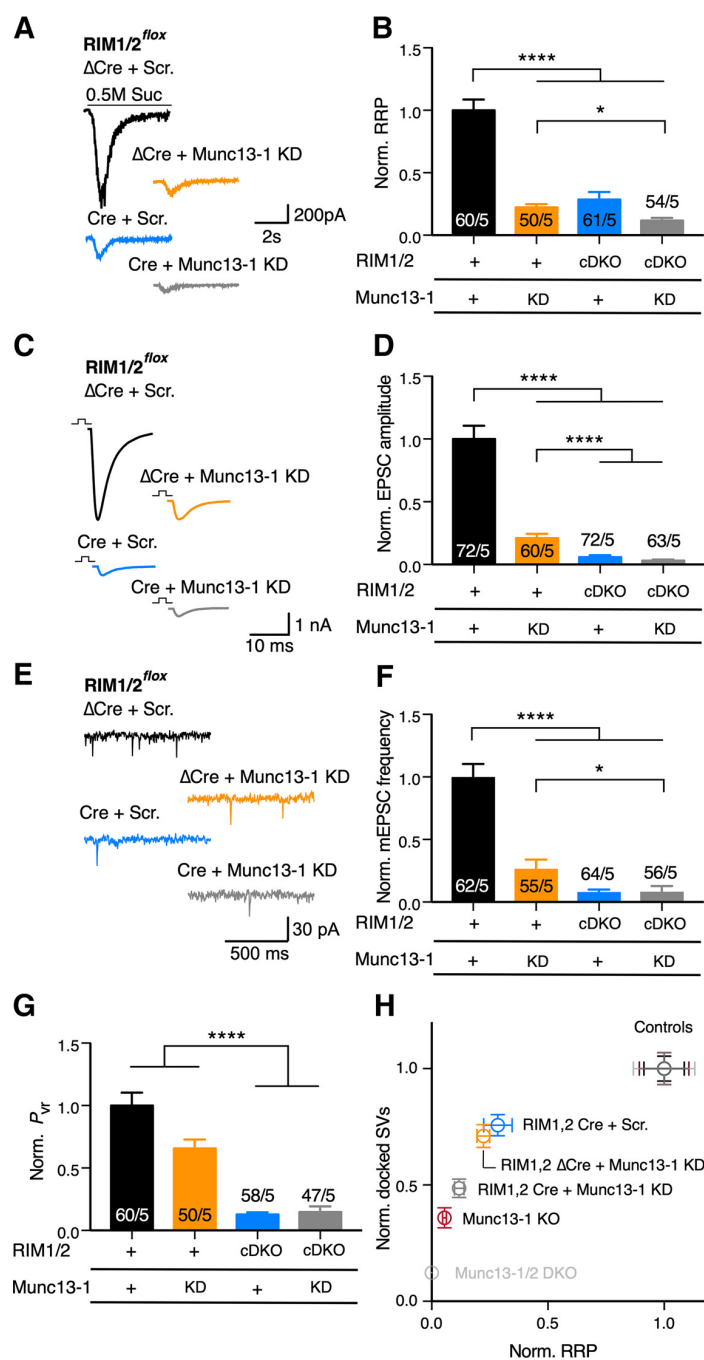 A
RIM1/2flox
ΔCre + Scr.
0.5M Suc
ΔCre + Munc13-1 KD
Cre + Scr.
200pA
2s
Cre + Munc13-1 KD
B
Norm. RRP
1.5
1.0
0.5
0.0
****
*
60/5
50/5
61/5
54/5
RIM1/2 + + cDKO cDKO
Munc13-1 + KD + KD
C
RIM1/2flox
ΔCre + Scr.
ΔCre + Munc13-1 KD
Cre + Scr.
Cre + Munc13-1 KD
1 nA
10 ms
D
Norm. EPSC amplitude
1.5
1.0
0.5
0.0
****
****
72/5
60/5
72/5
63/5
RIM1/2 + + cDKO cDKO
Munc13-1 + KD + KD
E
RIM1/2flox
ΔCre + Scr.
ΔCre + Munc13-1 KD
Cre + Scr.
Cre + Munc13-1 KD
30 pA
500 ms
F
Norm. mEPSC frequency
1.5
1.0
0.5
0.0
****
*
62/5
55/5
64/5
56/5
RIM1/2 + + cDKO cDKO
Munc13-1 + KD + KD
G
Norm. Pvr
1.5
1.0
0.5
0.0
****
60/5
50/5
58/5
47/5
RIM1/2 + + cDKO cDKO
Munc13-1 + KD + KD
H
Norm. docked SVs
1.0
0.5
0.0
Controls
RIM1,2 Cre + Scr.
RIM1,2 ΔCre + Munc13-1 KD
RIM1,2 Cre + Munc13-1 KD
Munc13-1 KO
Munc13-1/2 DKO
0.0 0.5 1.0
Norm. RRP